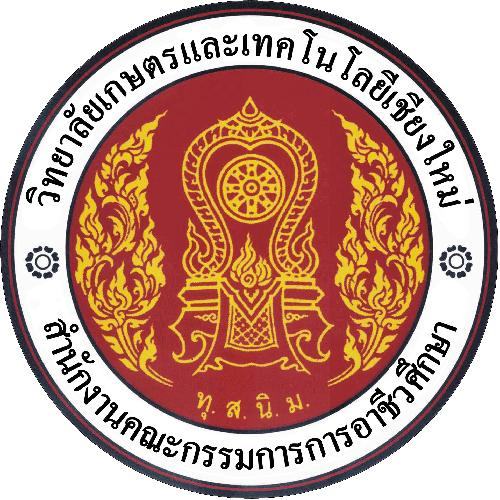 วิทยาลัยเกษตรและเทคโนโลยีเชียงใหม่
ทุ. ส. นิ. ม.
สำนักงานคณะกรรมการการอาชีวศึกษา